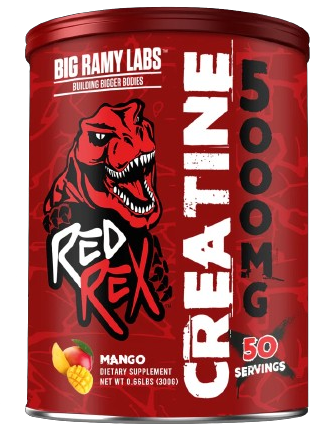 BIG RAMY LABS™
BUILDING BIGGER BODIES
RED
REX
CREATINE
5000MG
50
SERVINGS
MANGO
DIETARY SUPPLEMENT
NET WT 0.66LBS (300G)